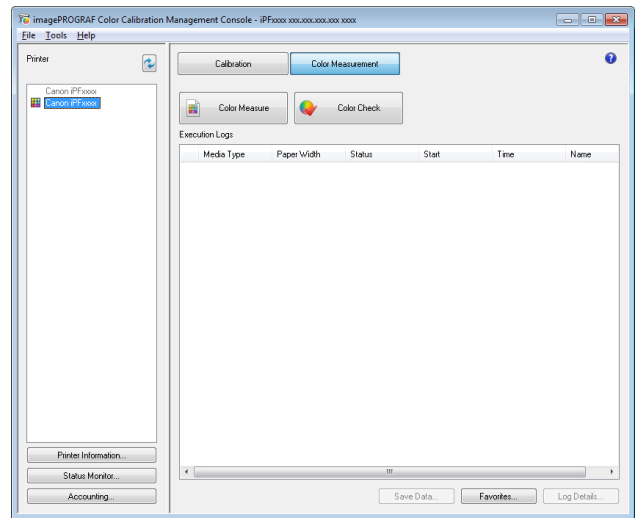 imagePROGRAF Color Calibration Management Console - iPFxxxx xxx.xxx.xxx.xxx xxxx
File Tools Help
Printer
Canon iPFxxxx
Canon iPFxxxx
Printer Information...
Status Monitor...
Accounting...
Calibration Color Measurement
Color Measure Color Check
Execution Logs
Media Type Paper Width Status Start Time Name
Save Data... Favorites... Log Details...